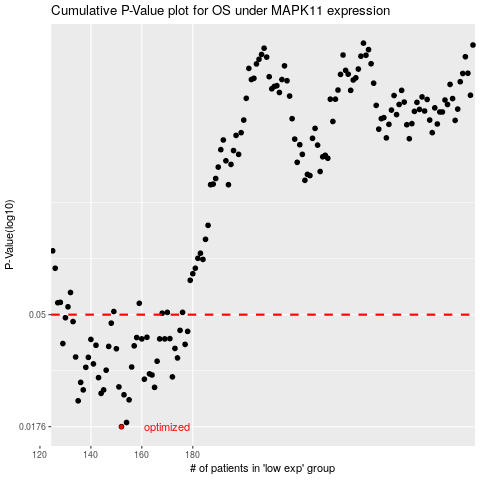 Cumulative P-Value plot for OS under MAPK11 expression
P-Value(log10)
0.05
optimized
0.0176
120 140 160 180
# of patients in 'low exp' group